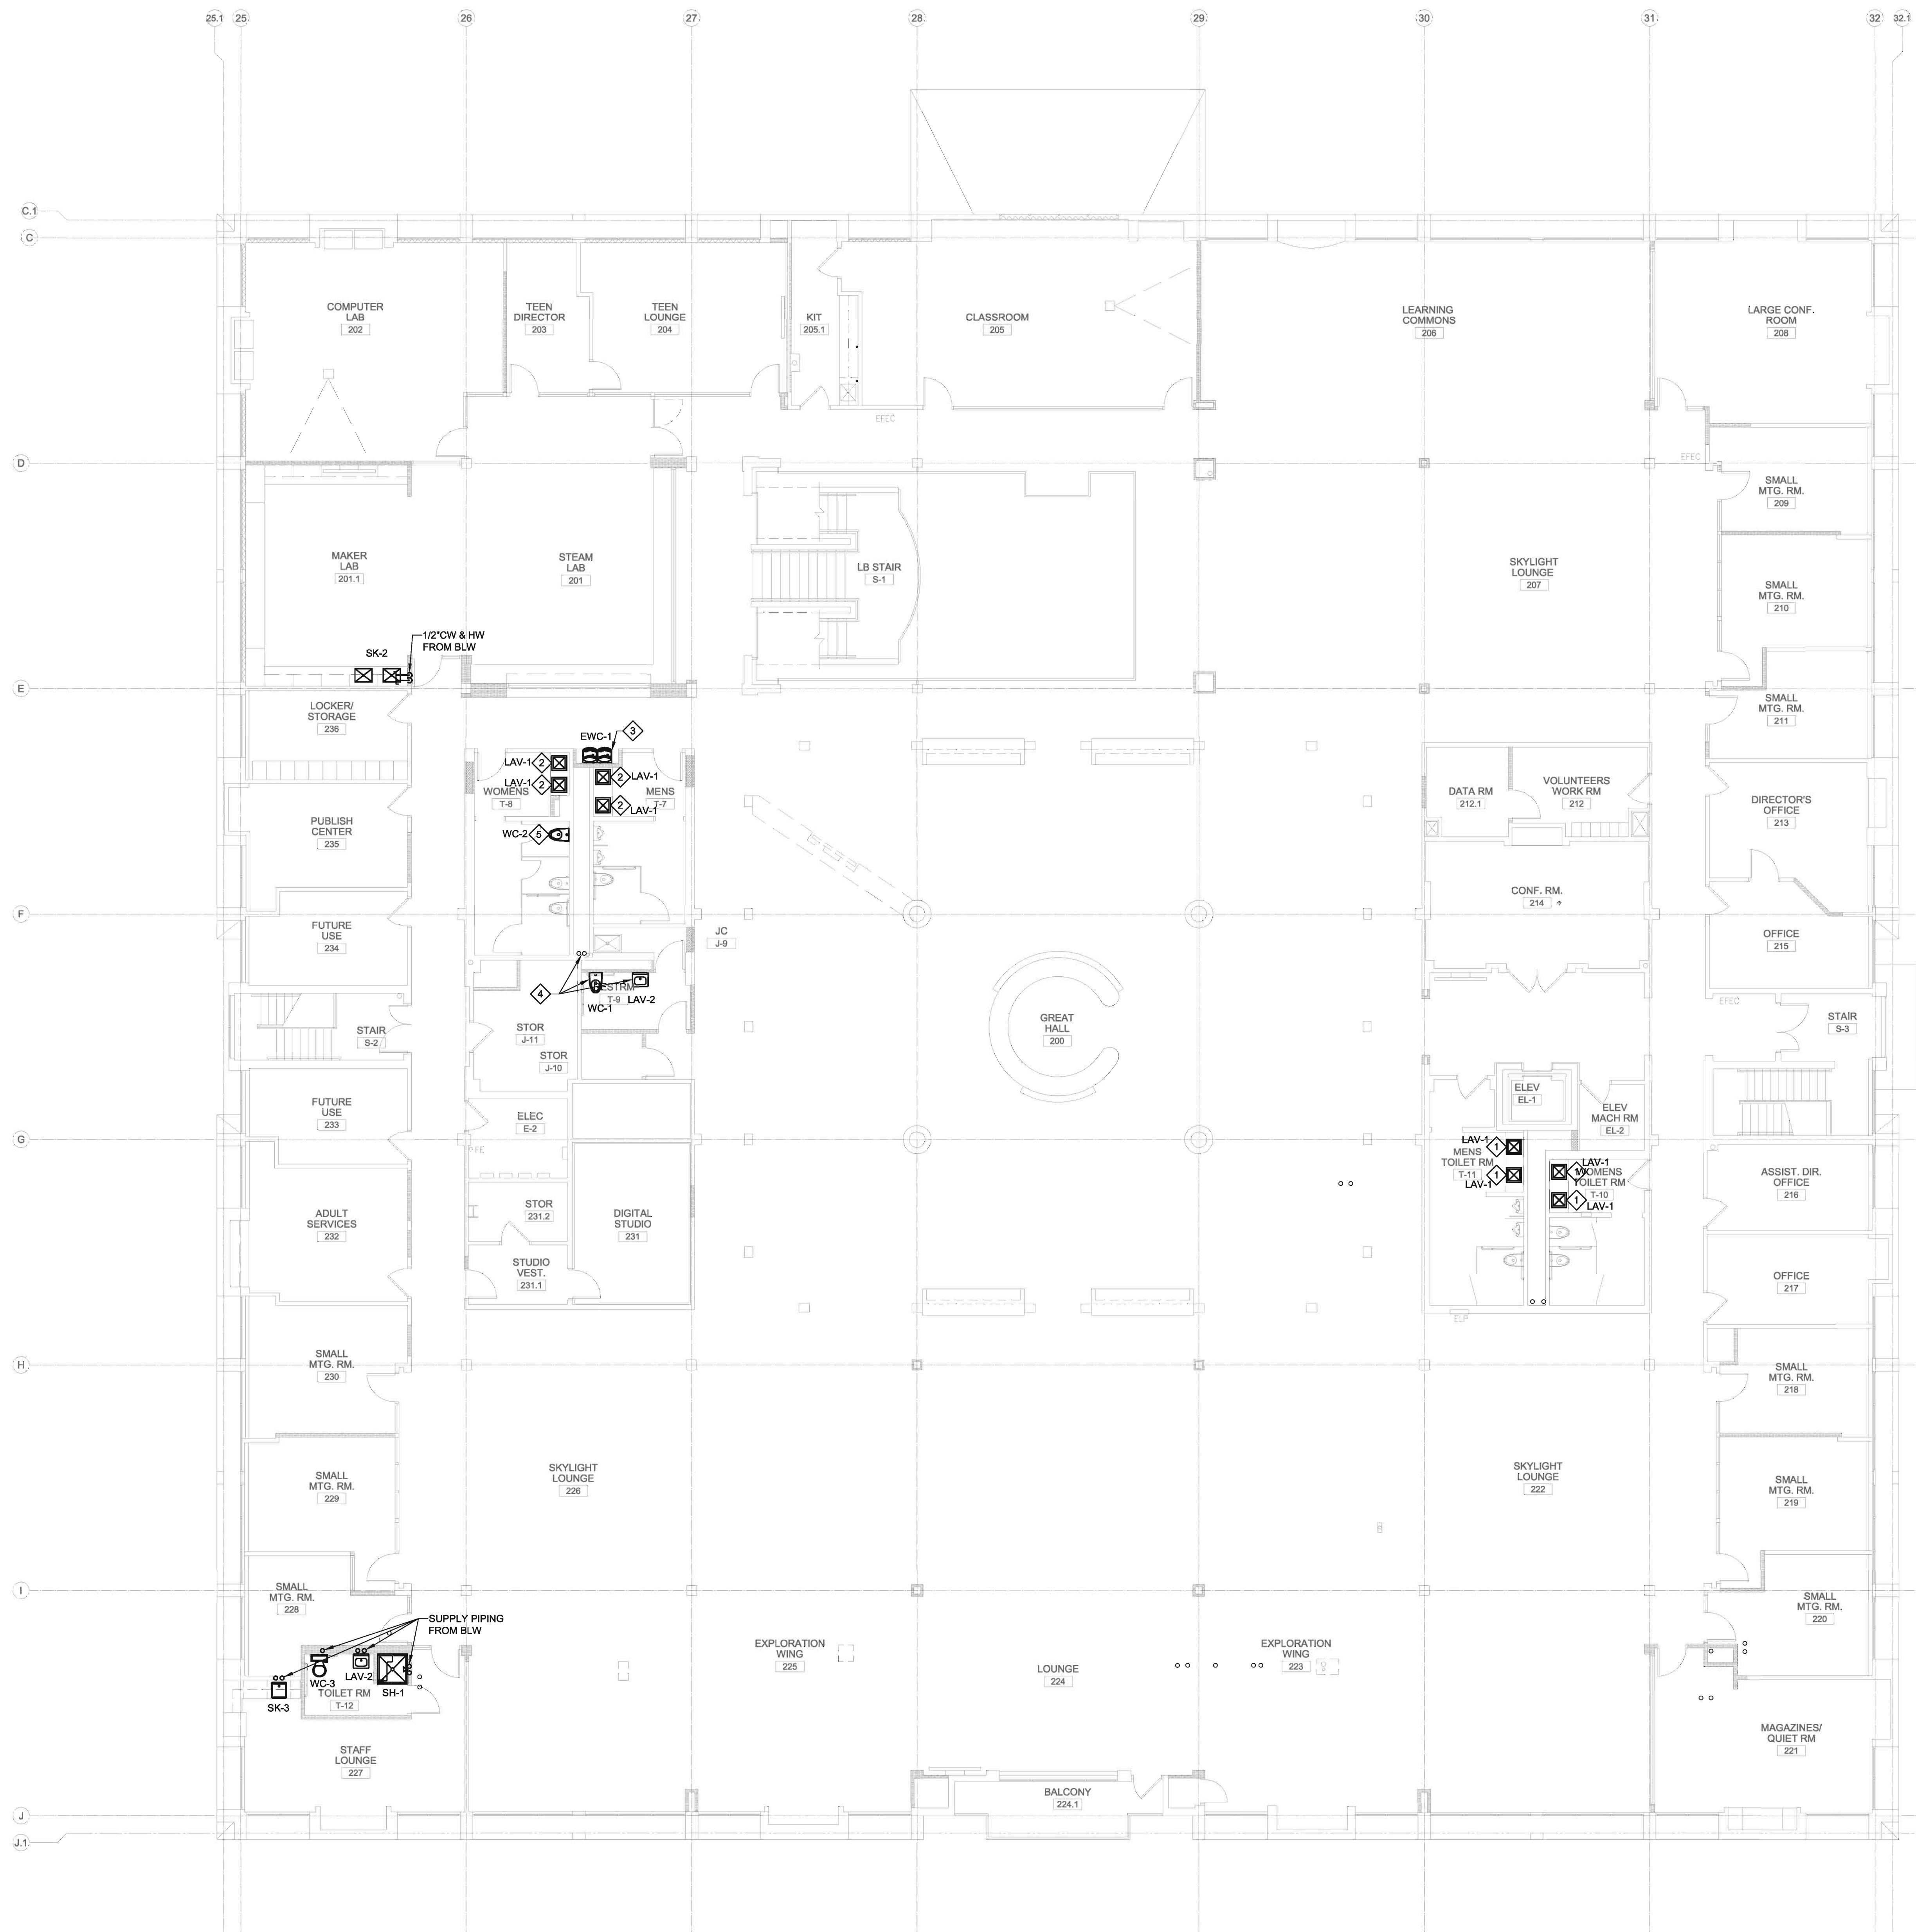 25.1
25
26
27
28
29
30
31
32
32.1
C.1
C
D
E
F
G
H
I
J
J.1
COMPUTER
LAB
202
TEEN
DIRECTOR
203
TEEN
LOUNGE
204
KIT
205.1
CLASSROOM
205
LEARNING
COMMONS
206
LARGE CONF.
ROOM
208
EFEC
EFEC
SMALL
MTG. RM.
209
MAKER
LAB
201.1
STEAM
LAB
201
LB STAIR
S-1
SKYLIGHT
LOUNGE
207
SMALL
MTG. RM.
210
1/2"CW & HW
FROM BLW
SK-2
LOCKER/
STORAGE
236
SMALL
MTG. RM.
211
EWC-1
3
LAV-1
2
LAV-1
2
2
LAV-1
2
LAV-1
WOMENS
T-8
MENS
T-7
WC-2
5
DATA RM
212.1
VOLUNTEERS
WORK RM
212
DIRECTOR'S
OFFICE
213
PUBLISH
CENTER
235
CONF. RM.
214
FUTURE
USE
234
JC
J-9
OFFICE
215
4
RESTRM
T-9
LAV-2
WC-1
EFEC
STAIR
S-2
STOR
J-11
STOR
J-10
GREAT
HALL
200
STAIR
S-3
FUTURE
USE
233
ELEC
E-2
FE
ELEV
EL-1
ELEV
MACH RM
EL-2
LAV-1
1
MENS
TOILET RM
T-11
1
LAV-1
LAV-1
1
WOMENS
TOILET RM
T-10
1
LAV-1
ASSIST. DIR.
OFFICE
216
ADULT
SERVICES
232
STOR
231.2
DIGITAL
STUDIO
231
STUDIO
VEST.
231.1
OFFICE
217
ELP
SMALL
MTG. RM.
230
SMALL
MTG. RM.
218
SMALL
MTG. RM.
229
SKYLIGHT
LOUNGE
226
SKYLIGHT
LOUNGE
222
SMALL
MTG. RM.
219
SMALL
MTG. RM.
228
SUPPLY PIPING
FROM BLW
SMALL
MTG. RM.
220
EXPLORATION
WING
225
LOUNGE
224
EXPLORATION
WING
223
WC-3
LAV-2
SH-1
TOILET RM
T-12
SK-3
STAFF
LOUNGE
227
MAGAZINES/
QUIET RM
221
BALCONY
224.1